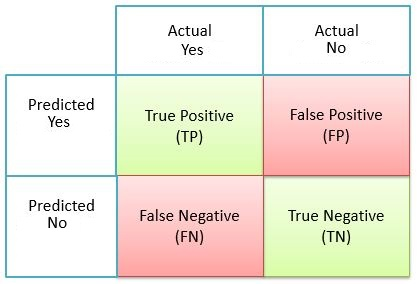 Actual
Yes
Actual
No
Predicted
Yes
True Positive
(TP)
False Positive
(FP)
Predicted
No
False Negative
(FN)
True Negative
(TN)